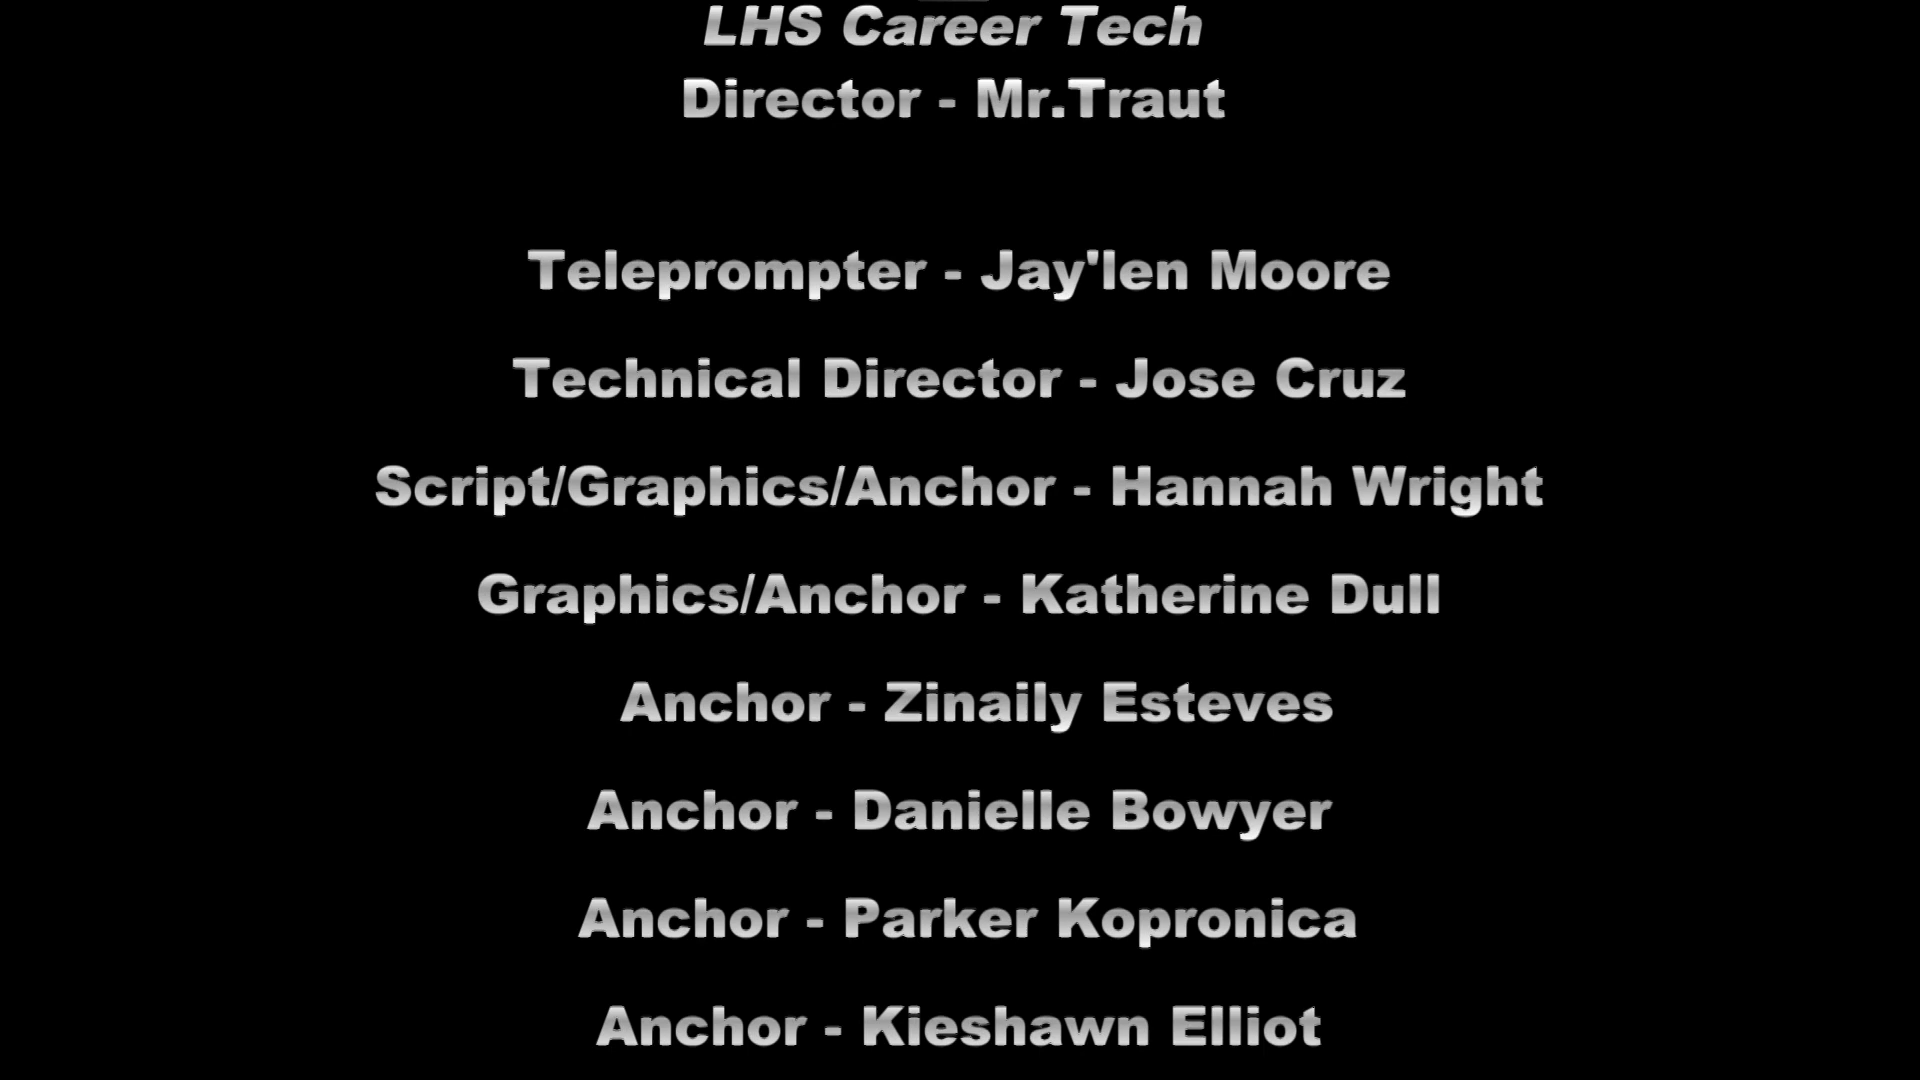 LHS Career Tech
Director - Mr.Traut
Teleprompter - Jay'len Moore
Technical Director - Jose Cruz
Script/Graphics/Anchor - Hannah Wright
Graphics/Anchor - Katherine Dull
Anchor - Zinaily Esteves
Anchor - Danielle Bowyer
Anchor - Parker Kopronica
Anchor - Kieshawn Elliot